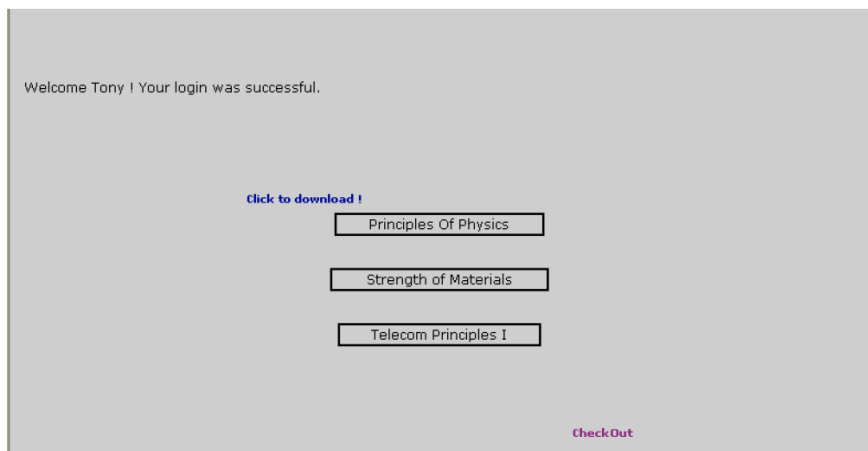 Welcome Tony ! Your login was successful.
Click to download !
Principles Of Physics
Strength of Materials
Telecom Principles I
CheckOut